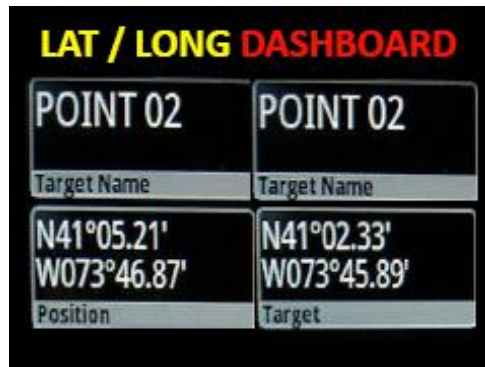 LAT / LONG DASHBOARD
POINT 02
Target Name
POINT 02
Target Name
N41°05.21'
W073°46.87'
Position
N41°02.33'
W073°45.89'
Target